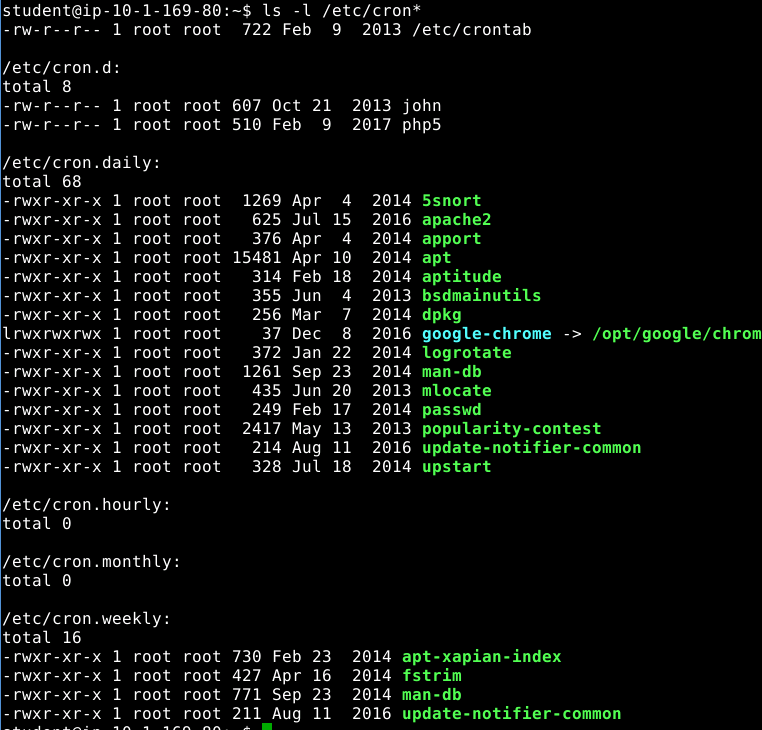 student@ip-10-1-169-80:~$ ls -l /etc/cron*
-rw-r--r-- 1 root root  722 Feb  9  2013 /etc/crontab

/etc/cron.d:
total 8
-rw-r--r-- 1 root root 607 Oct 21  2013 john
-rw-r--r-- 1 root root 510 Feb  9  2017 php5

/etc/cron.daily:
total 68
-rwxr-xr-x 1 root root  1269 Apr  4  2014 5snort
-rwxr-xr-x 1 root root   625 Jul 15  2016 apache2
-rwxr-xr-x 1 root root   376 Apr  4  2014 apport
-rwxr-xr-x 1 root root 15481 Apr 10  2014 apt
-rwxr-xr-x 1 root root   314 Feb 18  2014 aptitude
-rwxr-xr-x 1 root root   355 Jun  4  2013 bsdmainutils
-rwxr-xr-x 1 root root   256 Mar  7  2014 dpkg
lrwxrwxrwx 1 root root    37 Dec  8  2016 google-chrome -> /opt/google/chrom
-rwxr-xr-x 1 root root   372 Jan 22  2014 logrotate
-rwxr-xr-x 1 root root  1261 Sep 23  2014 man-db
-rwxr-xr-x 1 root root   435 Jun 20  2013 mlocate
-rwxr-xr-x 1 root root   249 Feb 17  2014 passwd
-rwxr-xr-x 1 root root  2417 May 13  2013 popularity-contest
-rwxr-xr-x 1 root root   214 Aug 11  2016 update-notifier-common
-rwxr-xr-x 1 root root   328 Jul 18  2014 upstart

/etc/cron.hourly:
total 0

/etc/cron.monthly:
total 0

/etc/cron.weekly:
total 16
-rwxr-xr-x 1 root root 730 Feb 23  2014 apt-xapian-index
-rwxr-xr-x 1 root root 427 Apr 16  2014 fstrim
-rwxr-xr-x 1 root root 771 Sep 23  2014 man-db
-rwxr-xr-x 1 root root 211 Aug 11  2016 update-notifier-common
student@ip-10-1-169-80:~$